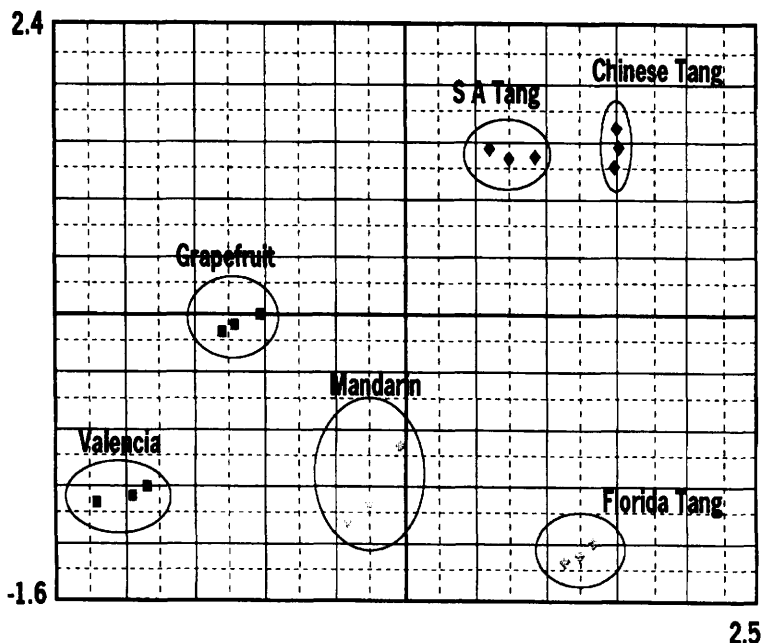 2.4
Chinese Tang
S A Tang
Grapefruit
Mandarin
Valencia
Florida Tang
-1.6
2.5